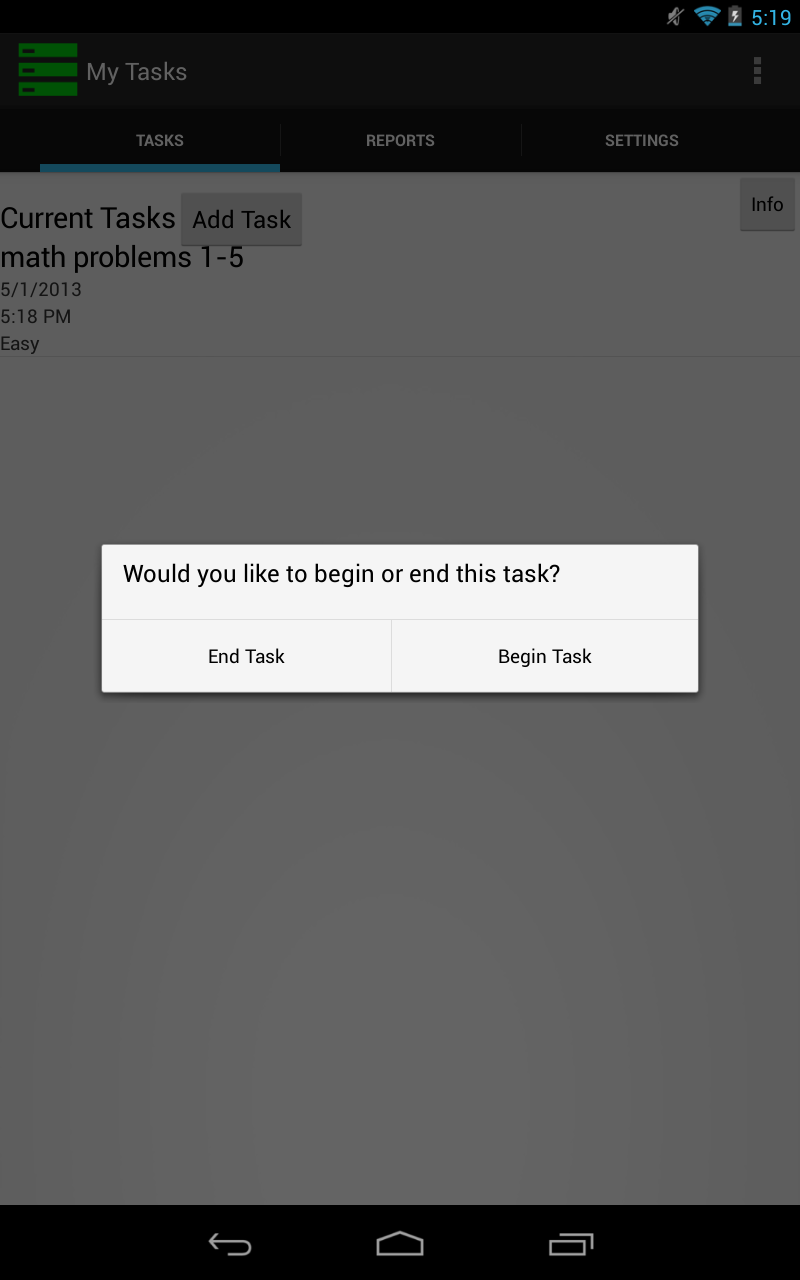 5:19
My Tasks
TASKS REPORTS SETTINGS
Info
Current Tasks Add Task
math problems 1-5
5/1/2013
5:18 PM
Easy
Would you like to begin or end this task?
End Task Begin Task